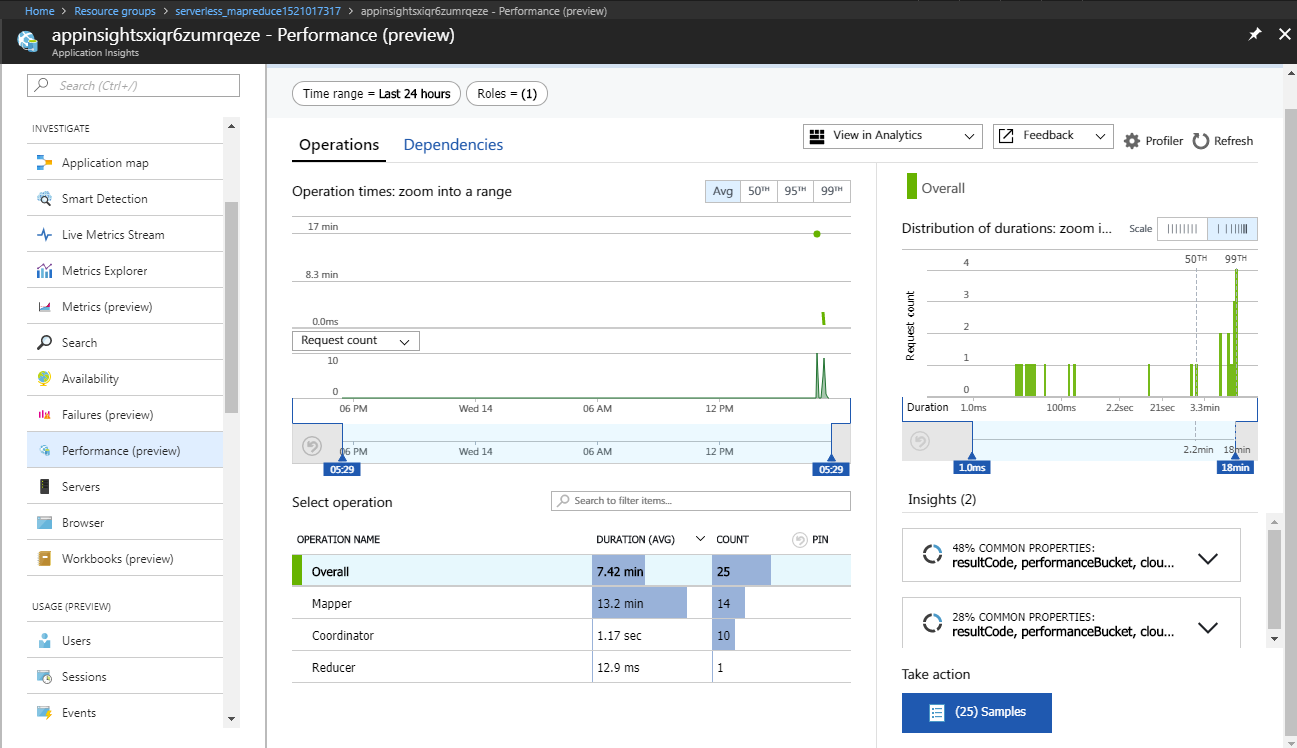 Home > Resource groups > serverless_mapreduce1521017317 > appinsightsxiqr6zumrqeze - Performance (preview)
appinsightsxiqr6zumrqeze - Performance (preview)
Application Insights
Search (Ctrl+/)
INVESTIGATE
Application map
Smart Detection
Live Metrics Stream
Metrics Explorer
Metrics (preview)
Search
Availability
Failures (preview)
Performance (preview)
Servers
Browser
Workbooks (preview)
USAGE (PREVIEW)
Users
Sessions
Events
Time range = Last 24 hours
Roles = (1)
Operations
Dependencies
View in Analytics
Feedback
Profiler
Refresh
Operation times: zoom into a range
Avg 50TH 95TH 99TH
17 min
8.3 min
0.0ms
Request count
10
0
06 PM Wed 14 06 AM 12 PM
06 PM Wed 14 06 AM 12 PM
05:29 05:29
Select operation
Search to filter items...
OPERATION NAME DURATION (AVG) COUNT PIN
Overall 7.42 min 25
Mapper 13.2 min 14
Coordinator 1.17 sec 10
Reducer 12.9 ms 1
Overall
Distribution of durations: zoom i...
Scale
50TH 99TH
4
3
2
1
0
Request count
Duration 1.0ms 100ms 2.2sec 21sec 3.3min
2.2min 18min
1.0ms 18min
Insights (2)
48% COMMON PROPERTIES:
resultCode, performanceBucket, clou...
28% COMMON PROPERTIES:
resultCode, performanceBucket, clou...
Take action
(25) Samples